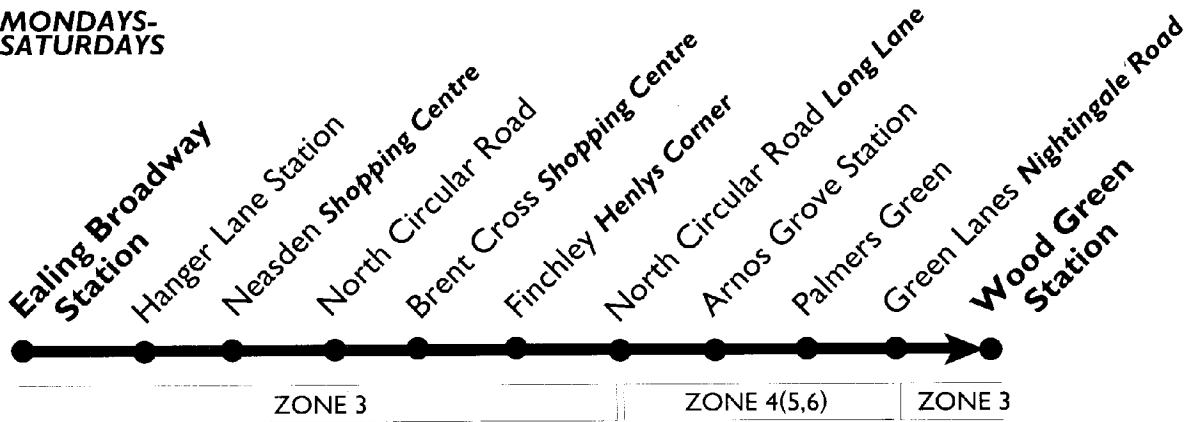 MONDAYS-
SATURDAYS
Ealing Broadway
Station
Hanger Lane Station
Neasden Shopping Centre
North Circular Road
Brent Cross Shopping Centre
Finchley Henlys Corner
North Circular Road Long Lane
Arnos Grove Station
Palmers Green
Green Lanes Nightingale Road
Wood Green
Station
ZONE 3
ZONE 4(5,6)
ZONE 3